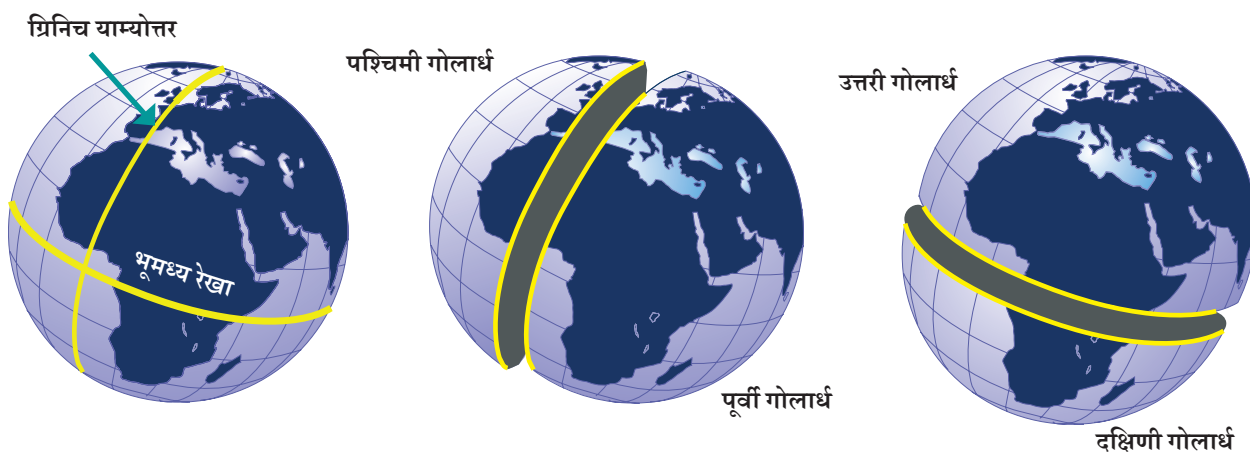 ग्रिनिच याम्योत्तर
भूमध्य रेखा
पश्चिमी गोलार्ध
पूर्वी गोलार्ध
उत्तरी गोलार्ध
दक्षिणी गोलार्ध